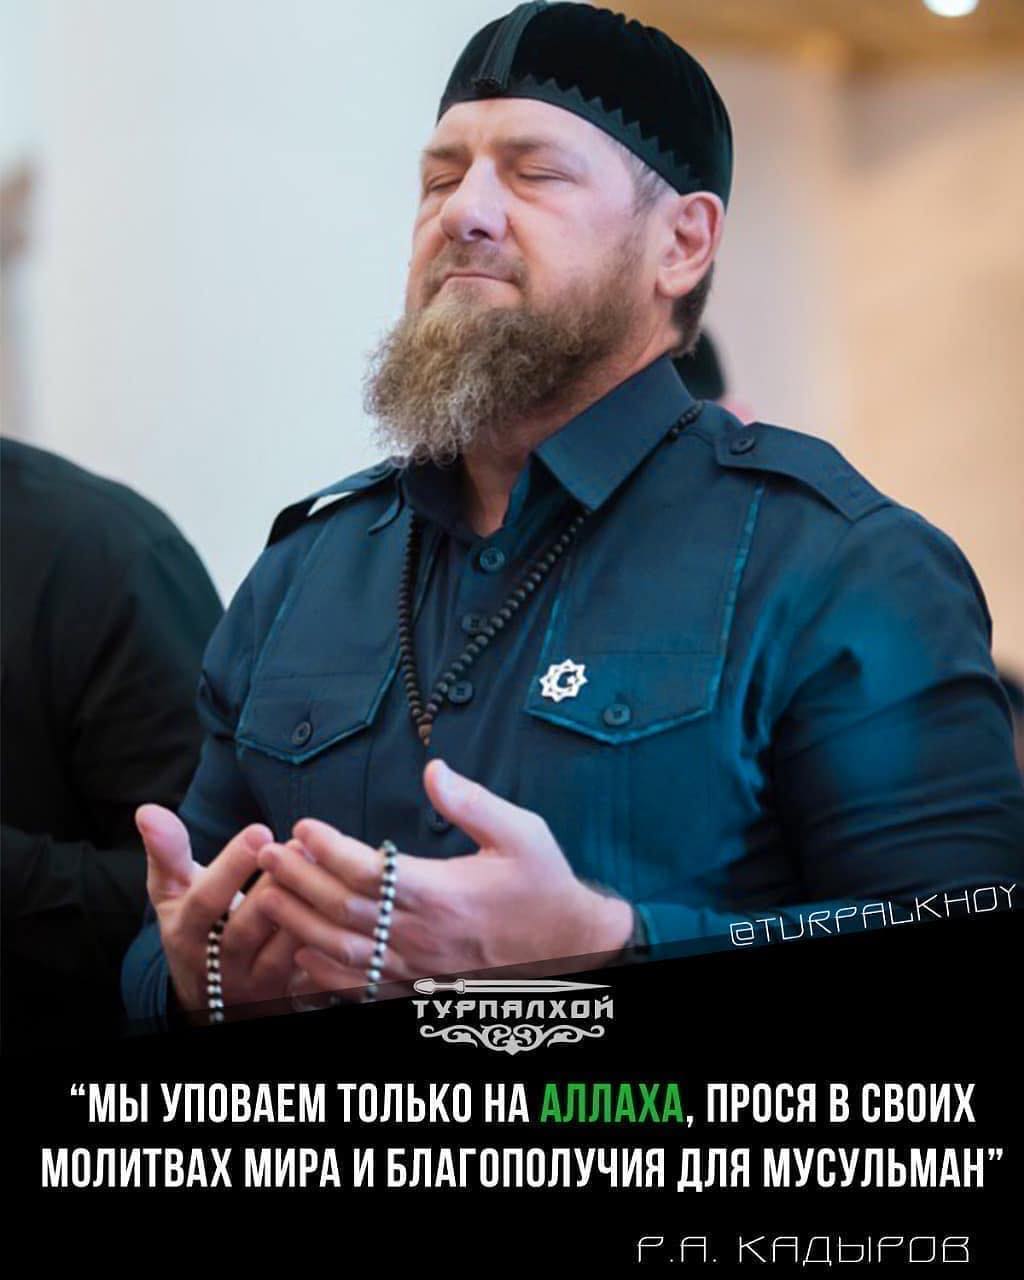 @TURPALKHOY
ТУРПАЛХОЙ
“МЫ УПОВАЕМ ТОЛЬКО НА АЛЛАХА, ПРОСЯ В СВОИХ
МОЛИТВАХ МИРА И БЛАГОПОЛУЧИЯ ДЛЯ МУСУЛЬМАН”
Р.А. КАДЫРОВ